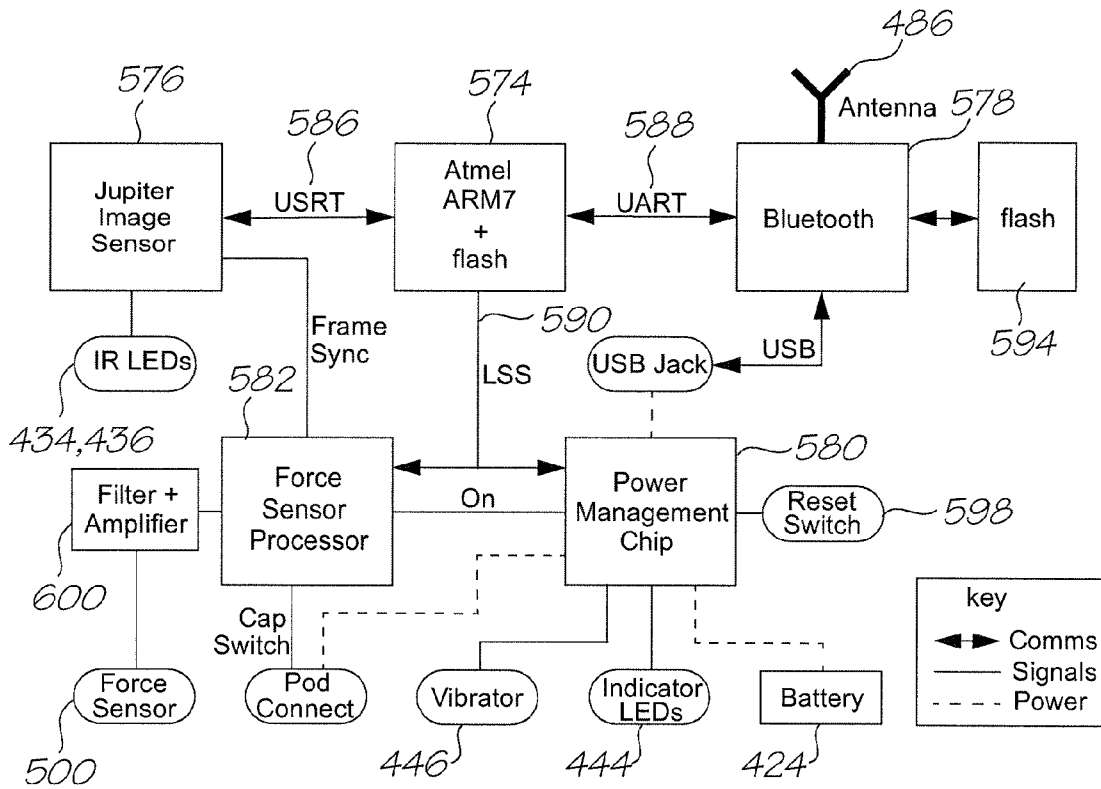 486
576
574
Antenna
578
586
588
Jupiter
Image
Sensor
USRT
Atmel
ARM7
+
flash
UART
Bluetooth
flash
Frame
Sync
590
594
IR LEDs
LSS
USB Jack
USB
582
434,436
580
Filter +
Amplifier
Force
Sensor
Processor
On
Power
Management
Chip
Reset
Switch
598
600
Cap
Switch
key
Comms
Signals
Power
Force
Sensor
Pod
Connect
Vibrator
Indicator
LEDs
Battery
500
446
444
424